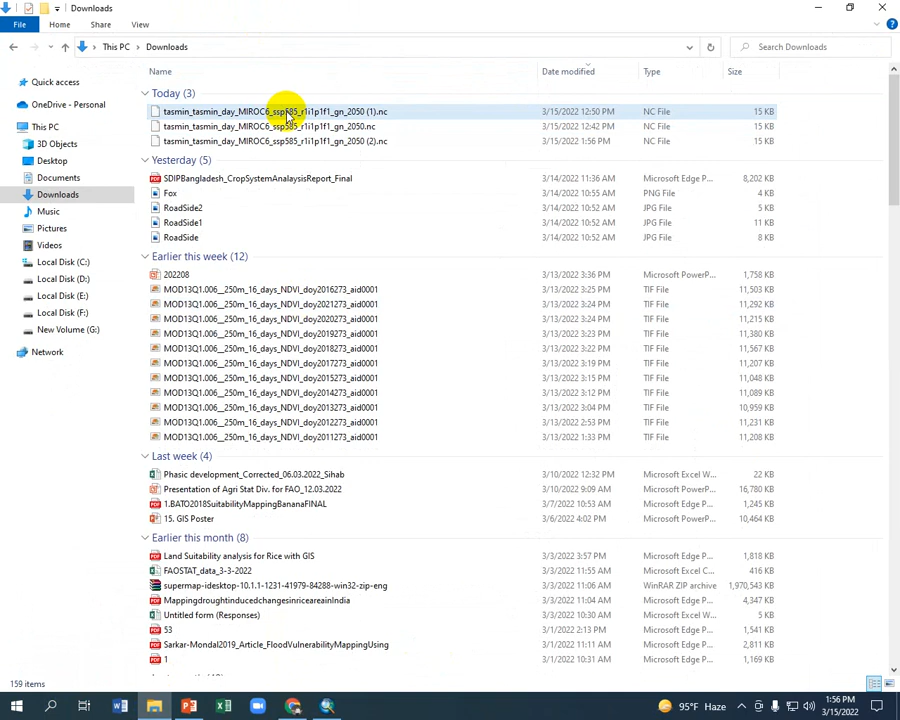 Downloads
File Home Share View
This PC Downloads Search Downloads
Quick access
OneDrive - Personal
This PC
3D Objects
Desktop
Documents
Downloads
Music
Pictures
Videos
Local Disk (C:)
Local Disk (D:)
Local Disk (E:)
Local Disk (F:)
New Volume (G:)
Network
Name Date modified Type Size
Today (3)
tasmin_tasmin_day_MIROC6_ssp585_r1i1p1f1_gn_2050 (1).nc 3/15/2022 12:50 PM NC File 15 KB
tasmin_tasmin_day_MIROC6_ssp585_r1i1p1f1_gn_2050.nc 3/15/2022 12:42 PM NC File 15 KB
tasmin_tasmin_day_MIROC6_ssp585_r1i1p1f1_gn_2050 (2).nc 3/15/2022 1:56 PM NC File 15 KB
Yesterday (5)
SDIPBangladesh_CropSystemAnalaysisReport_Final 3/14/2022 11:36 AM Microsoft Edge P... 8,202 KB
Fox 3/14/2022 10:55 AM PNG File 4 KB
RoadSide2 3/14/2022 10:52 AM JPG File 5 KB
RoadSide1 3/14/2022 10:52 AM JPG File 11 KB
RoadSide 3/14/2022 10:52 AM JPG File 8 KB
Earlier this week (12)
202208 3/13/2022 3:36 PM Microsoft PowerP... 1,758 KB
MOD13Q1.006__250m_16_days_NDVI_doy2016273_aid0001 3/13/2022 3:25 PM TIF File 11,503 KB
MOD13Q1.006__250m_16_days_NDVI_doy2021273_aid0001 3/13/2022 3:24 PM TIF File 11,292 KB
MOD13Q1.006__250m_16_days_NDVI_doy2020273_aid0001 3/13/2022 3:24 PM TIF File 11,215 KB
MOD13Q1.006__250m_16_days_NDVI_doy2019273_aid0001 3/13/2022 3:23 PM TIF File 11,380 KB
MOD13Q1.006__250m_16_days_NDVI_doy2018273_aid0001 3/13/2022 3:22 PM TIF File 11,567 KB
MOD13Q1.006__250m_16_days_NDVI_doy2017273_aid0001 3/13/2022 3:22 PM TIF File 11,207 KB
MOD13Q1.006__250m_16_days_NDVI_doy2015273_aid0001 3/13/2022 3:15 PM TIF File 11,048 KB
MOD13Q1.006__250m_16_days_NDVI_doy2014273_aid0001 3/13/2022 3:12 PM TIF File 11,089 KB
MOD13Q1.006__250m_16_days_NDVI_doy2013273_aid0001 3/13/2022 3:04 PM TIF File 10,959 KB
MOD13Q1.006__250m_16_days_NDVI_doy2012273_aid0001 3/13/2022 2:53 PM TIF File 11,231 KB
MOD13Q1.006__250m_16_days_NDVI_doy2011273_aid0001 3/13/2022 1:33 PM TIF File 11,208 KB
Last week (4)
Phasic development_Corrected_06.03.2022_Sihab 3/10/2022 12:32 PM Microsoft Excel W... 22 KB
Presentation of Agri Stat Div. for FAO_12.03.2022 3/10/2022 9:09 AM Microsoft PowerP... 16,780 KB
1.BATO2018SuitabilityMappingBananaFINAL 3/7/2022 10:53 AM Microsoft Edge P... 1,245 KB
15. GIS Poster 3/6/2022 4:02 PM Microsoft PowerP... 10,464 KB
Earlier this month (8)
Land Suitability analysis for Rice with GIS 3/3/2022 3:57 PM Microsoft Edge P... 1,818 KB
FAOSTAT_data_3-3-2022 3/3/2022 11:55 AM Microsoft Excel C... 416 KB
supermap-idesktop-10.1.1-1231-41979-84288-win32-zip-eng 3/3/2022 11:06 AM WinRAR ZIP archive 1,970,543 KB
MappingdroughtinducedchangesinriceareainIndia 3/3/2022 11:04 AM Microsoft Edge P... 4,347 KB
Untitled form (Responses) 3/3/2022 10:30 AM Microsoft Excel W... 5 KB
53 3/1/2022 2:13 PM Microsoft Edge P... 1,541 KB
Sarkar-Mondal2019_Article_FloodVulnerabilityMappingUsing 3/1/2022 11:11 AM Microsoft Edge P... 2,811 KB
1 3/1/2022 10:31 AM Microsoft Edge P... 1,659 KB
159 items
95°F Haze 1:56 PM
3/15/2022